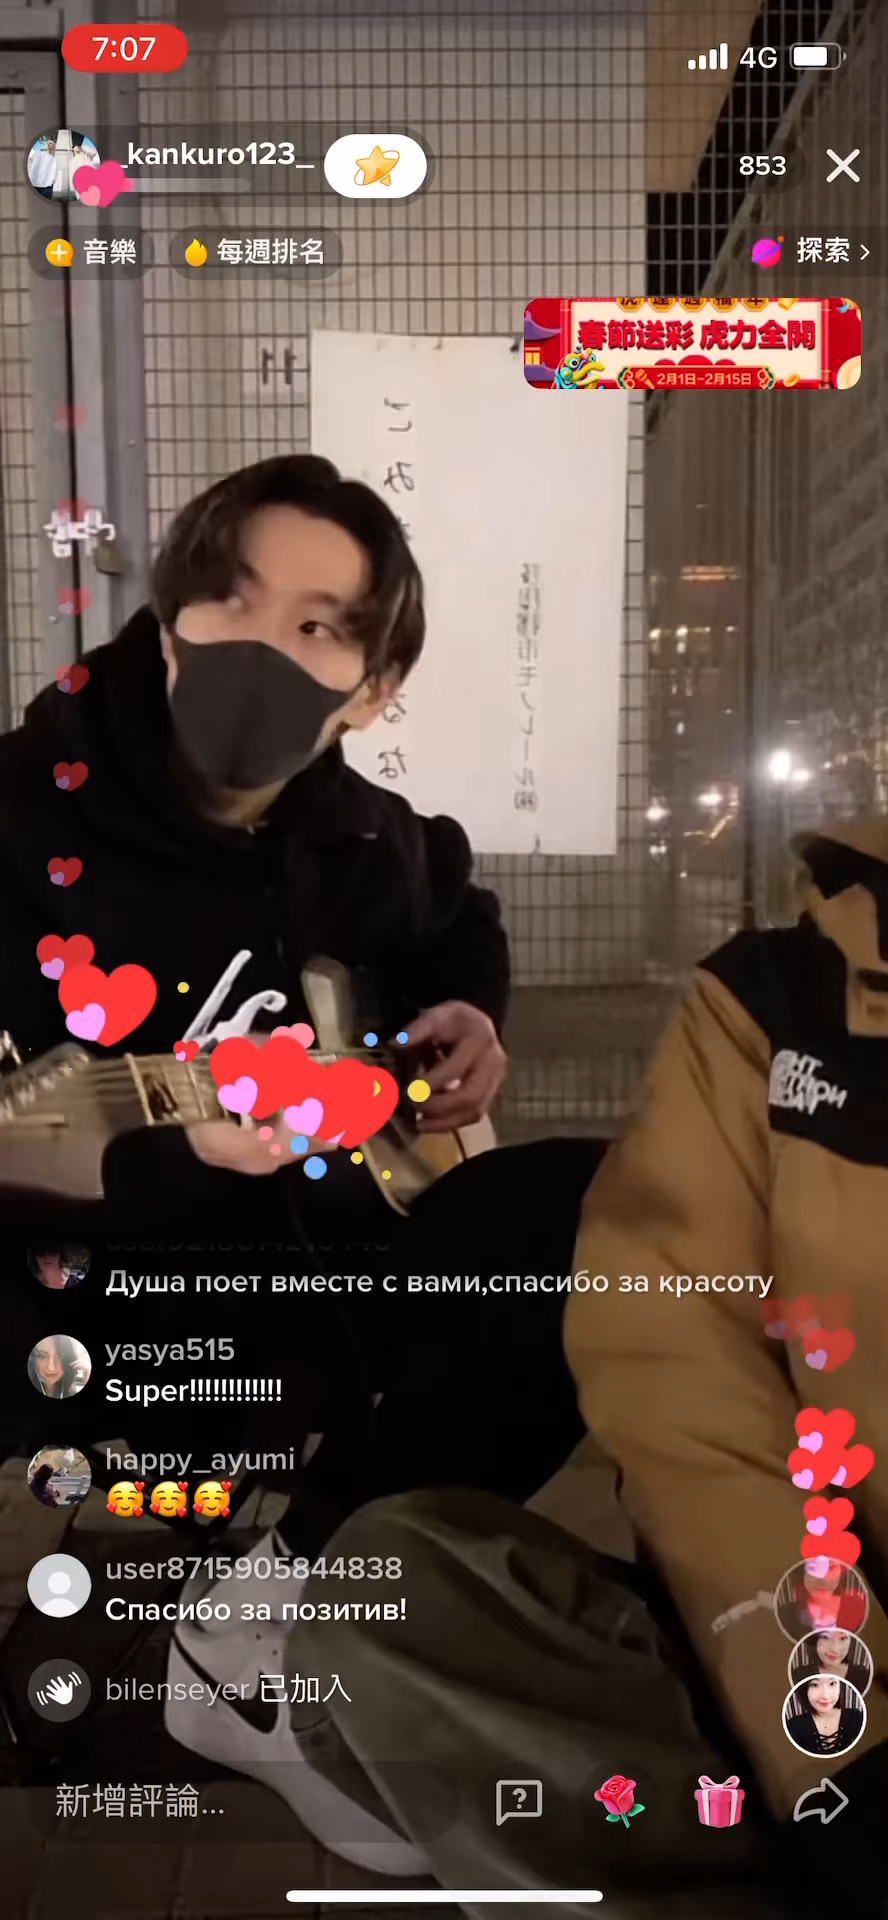 7:07
4G
_kankuro123_
853
音樂
每週排名
探索
春節送彩 虎力全開
2月1日-2月15日
Душа поет вместе с вами,спасибо за красоту
yasya515
Super!!!!!!!!!!!!
happy_ayumi
user8715905844838
Спасибо за позитив!
bilenseyer 已加入
新增評論...